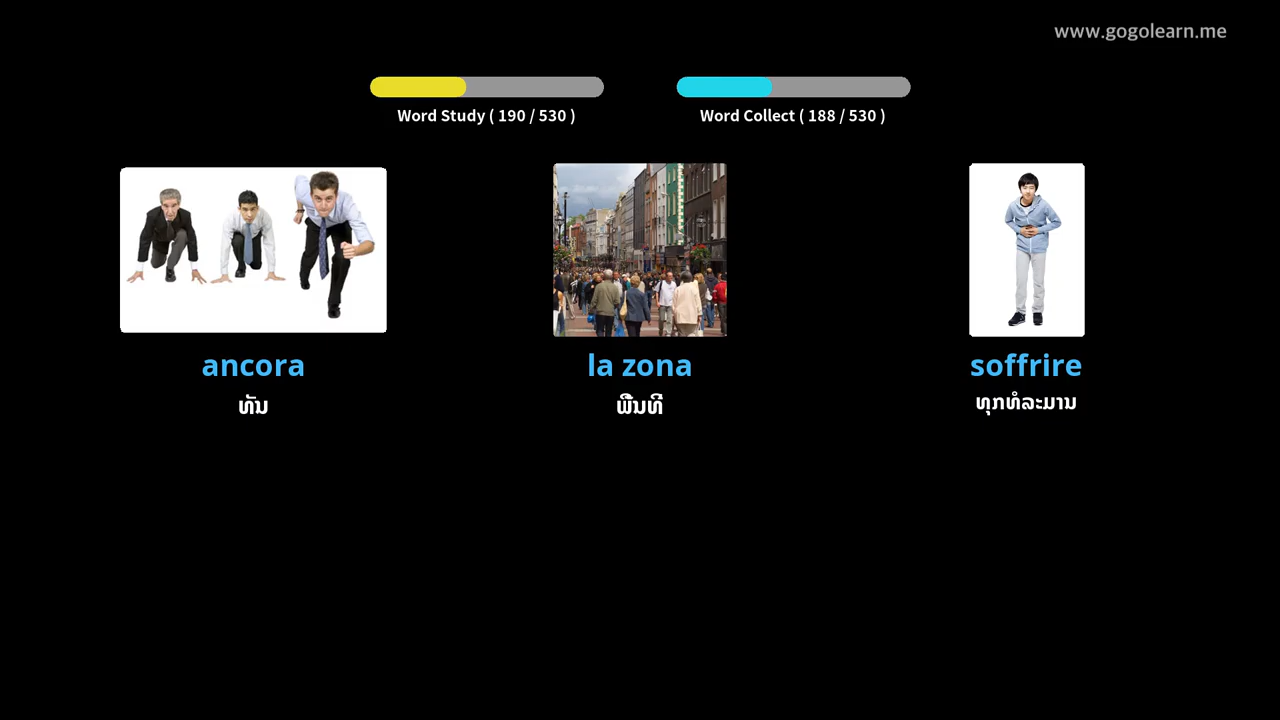 www.gogolearn.me
Word Study ( 190 / 530 )
Word Collect ( 188 / 530 )
ancora
la zona
soffrire
ທັນ
ພື້ນທີ່
ທຸກທໍລະມານ